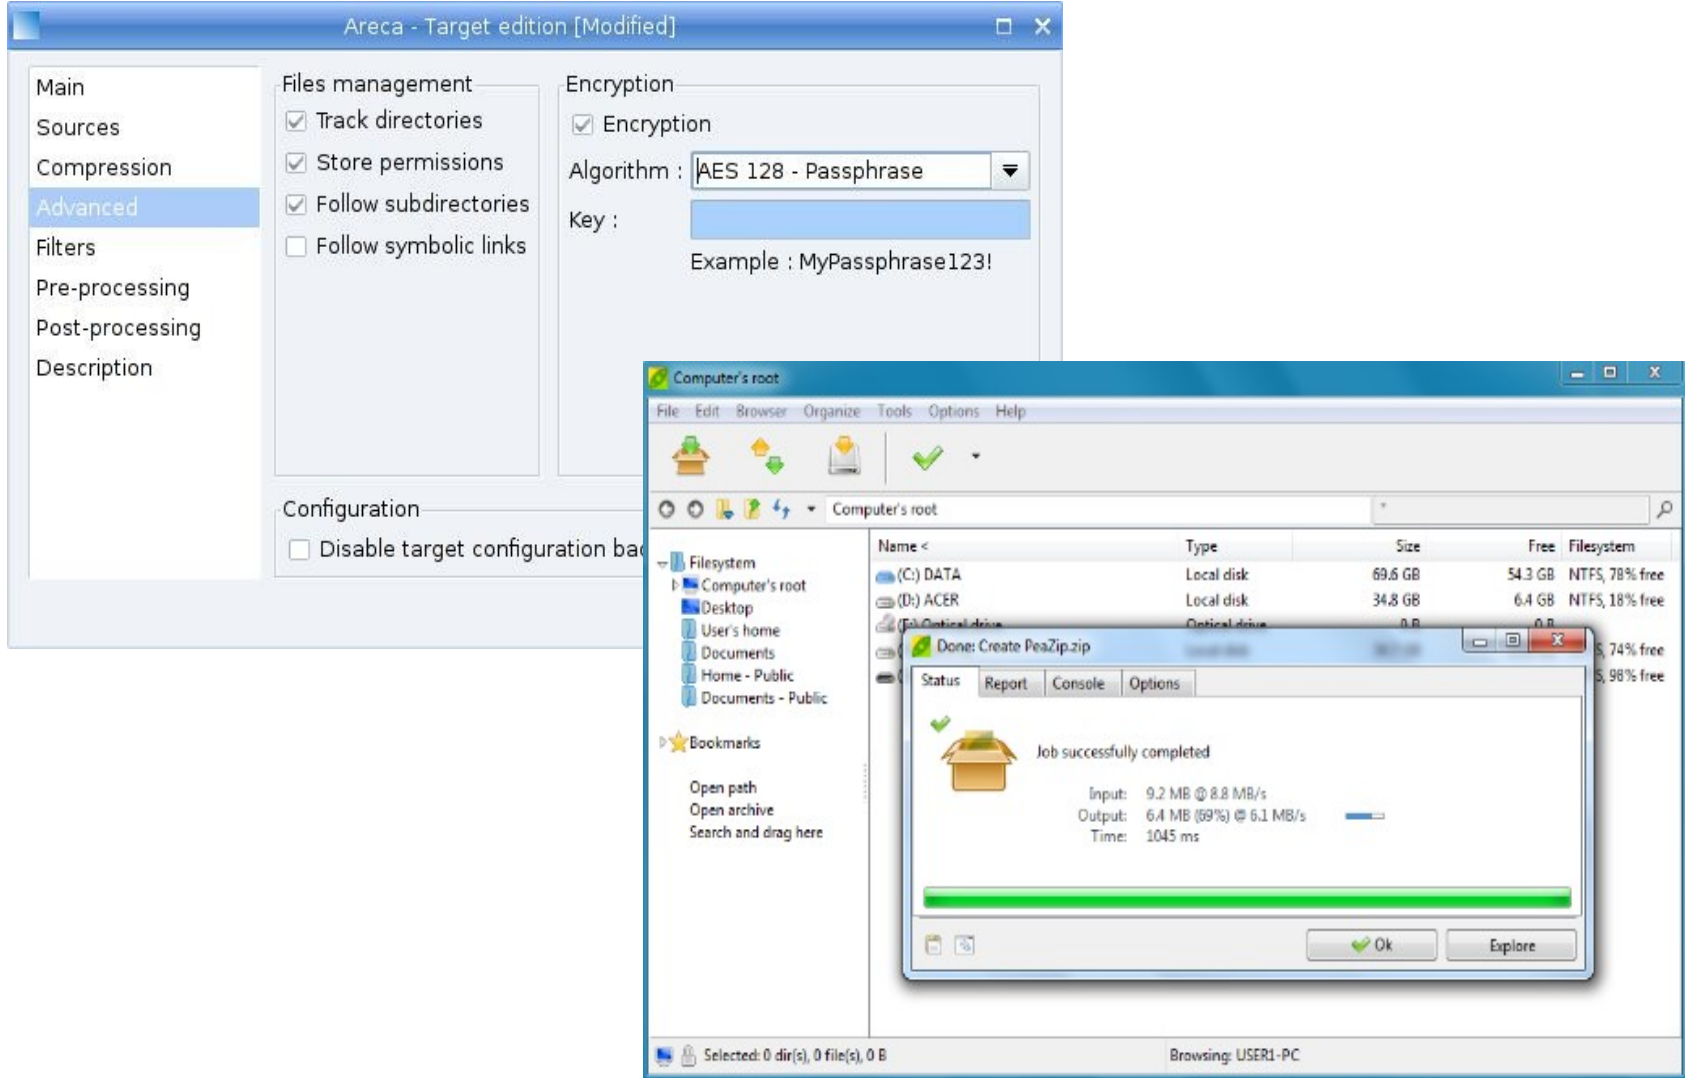 Areca - Target edition [Modified]
Main
Sources
Compression
Advanced
Filters
Pre-processing
Post-processing
Description
Files management
Track directories
Store permissions
Follow subdirectories
Follow symbolic links
Encryption
Encryption
Algorithm : AES 128 - Passphrase
Key :
Example : MyPassphrase123!
Configuration
Disable target configuration
Computer's root
File Edit Browser Organize Tools Options Help
Computer's root
Filesystem
Computer's root
Desktop
User's home
Documents
Home - Public
Documents - Public
Bookmarks
Open path
Open archive
Search and drag here
Name < Type Size Free Filesystem
(C:) DATA Local disk 69.6 GB 54.3 GB NTFS, 78% free
(D:) ACER Local disk 34.8 GB 6.4 GB NTFS, 18% free
Optical drive Optical drive 0 B 0 B
74% free
98% free
Done: Create PeaZip.zip
Status Report Console Options
Job successfully completed
Input: 9.2 MB @ 8.8 MB/s
Output: 6.4 MB (69%) @ 6.1 MB/s
Time: 1045 ms
Ok Explore
Selected: 0 dir(s), 0 file(s), 0 B
Browsing: USER1-PC